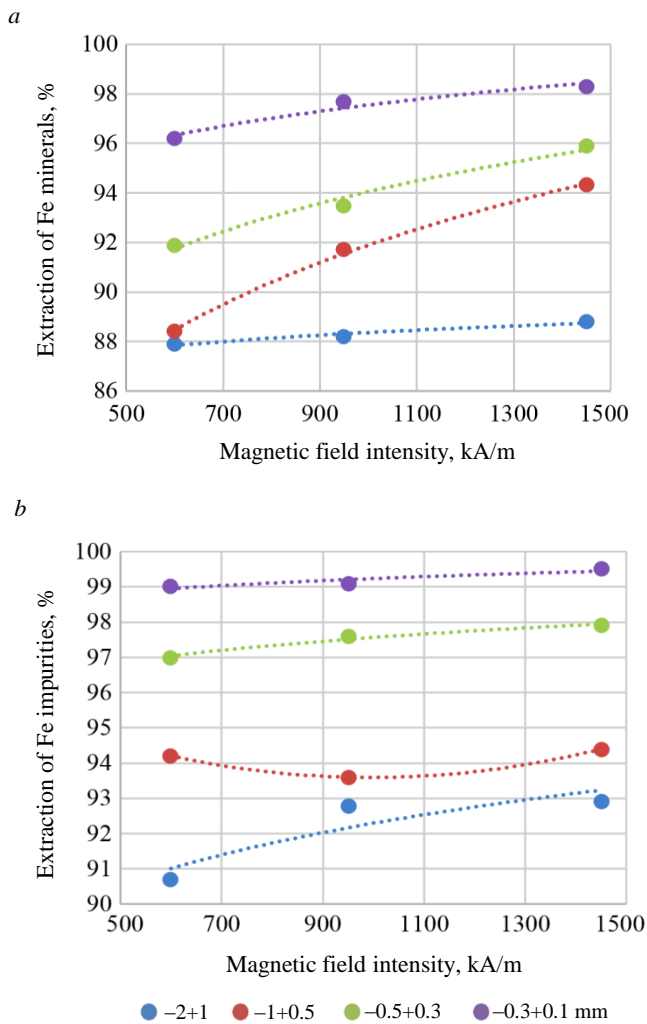 a
Extraction of Fe minerals, %
100
98
96
94
92
90
88
86
500 700 900 1100 1300 1500
Magnetic field intensity, kA/m
b
Extraction of Fe impurities, %
100
99
98
97
96
95
94
93
92
91
90
500 700 900 1100 1300 1500
Magnetic field intensity, kA/m
–2+1 –1+0.5 –0.5+0.3 –0.3+0.1 mm